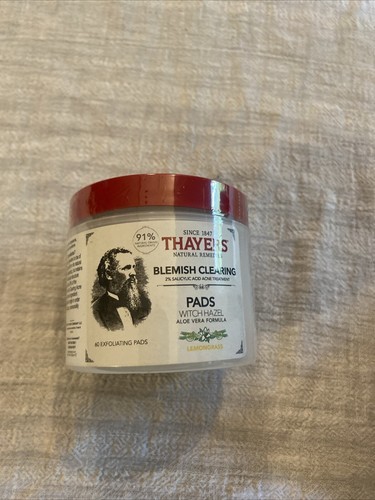 91%
SINCE 1847
THAYERS
NATURAL REMEDIES
BLEMISH CLEARING
2% SALICYLIC ACID ACNE TREATMENT
PADS
WITCH HAZEL
ALOE VERA FORMULA
LEMONGRASS
60 EXFOLIATING PADS